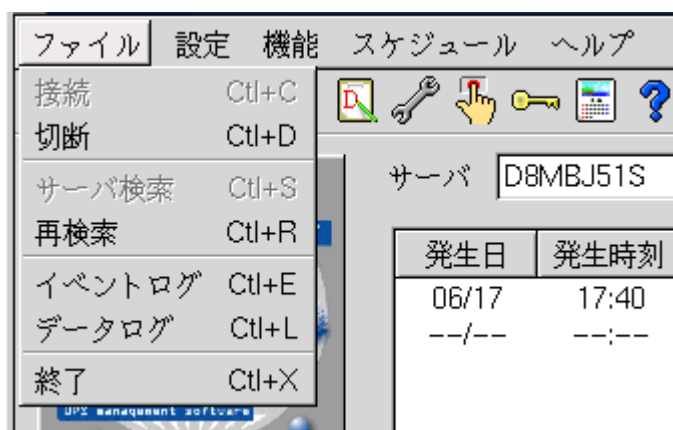 ファイル 設定 機能 スケジュール ヘルプ
接続 Ctl+C
切断 Ctl+D
サーバ検索 Ctl+S
再検索 Ctl+R
イベントログ Ctl+E
データログ Ctl+L
終了 Ctl+X
D
サーバ D8MBJ51S
発生日 発生時刻
06/17 17:40
--/-- --:--
UPS management software